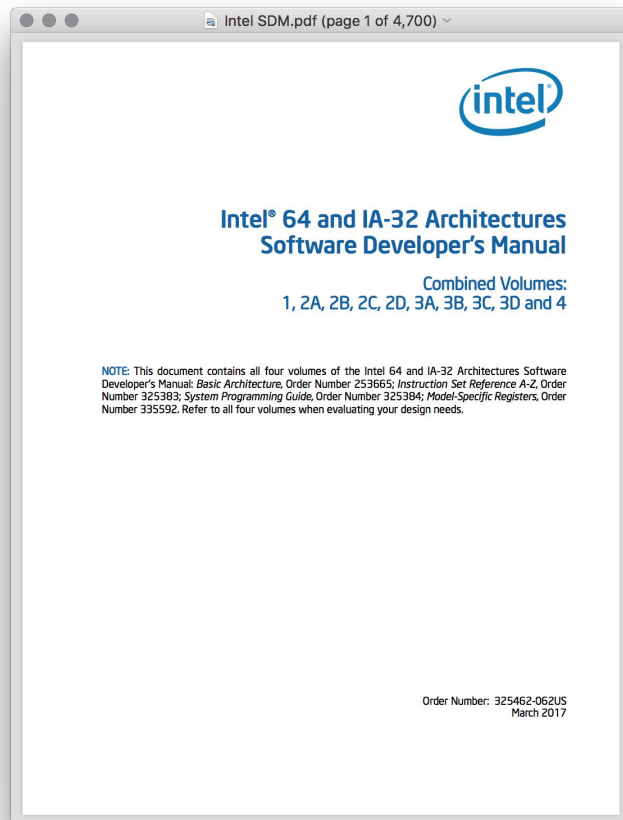 Intel SDM.pdf (page 1 of 4,700)
intel®
Intel® 64 and IA-32 Architectures
Software Developer's Manual
Combined Volumes:
1, 2A, 2B, 2C, 2D, 3A, 3B, 3C, 3D and 4
NOTE: This document contains all four volumes of the Intel 64 and IA-32 Architectures Software
Developer's Manual: Basic Architecture, Order Number 253665; Instruction Set Reference A-Z, Order
Number 325383; System Programming Guide, Order Number 325384; Model-Specific Registers, Order
Number 335592. Refer to all four volumes when evaluating your design needs.
Order Number: 325462-062US
March 2017